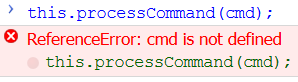 this.processCommand(cmd);
ReferenceError: cmd is not defined
this.processCommand(cmd);